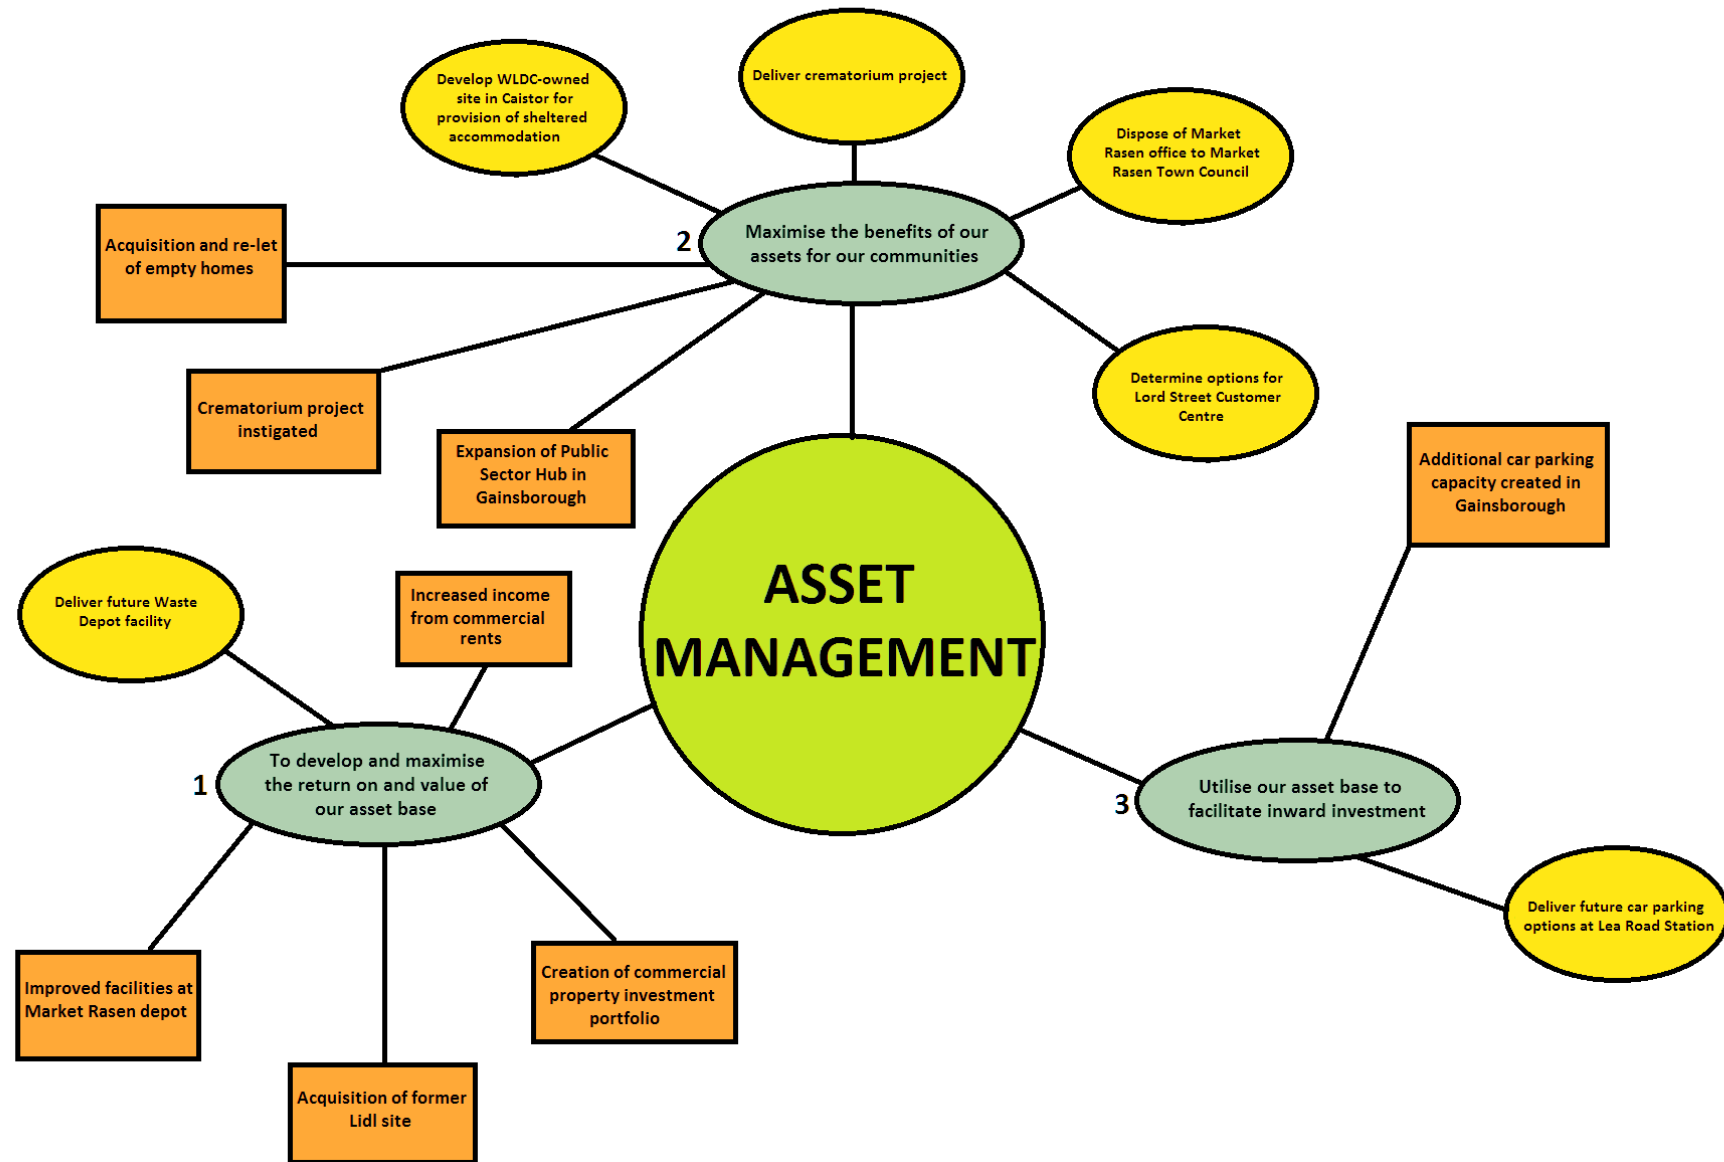 Deliver crematorium project
Develop WLDC-owned
site in Caistor for
provision of sheltered
accommodation
Dispose of Market
Rasen office to Market
Rasen Town Council
Acquisition and re-let
of empty homes
2
Maximise the benefits of our
assets for our communities
Crematorium project
instigated
Expansion of Public
Sector Hub in
Gainsborough
Determine options for
Lord Street Customer
Centre
Additional car parking
capacity created in
Gainsborough
ASSET
MANAGEMENT
Deliver future Waste
Depot facility
Increased income
from commercial
rents
1
To develop and maximise
the return on and value of
our asset base
3
Utilise our asset base to
facilitate inward investment
Deliver future car parking
options at Lea Road Station
Improved facilities at
Market Rasen depot
Creation of commercial
property investment
portfolio
Acquisition of former
Lidl site